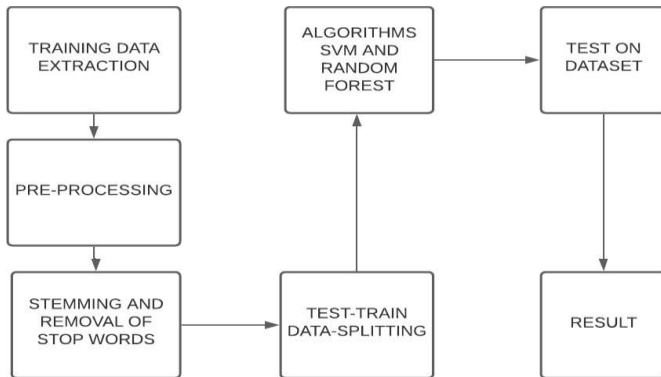 TRAINING DATA
EXTRACTION
PRE-PROCESSING
STEMMING AND
REMOVAL OF
STOP WORDS
TEST-TRAIN
DATA-SPLITTING
ALGORITHMS
SVM AND
RANDOM
FOREST
TEST ON
DATASET
RESULT